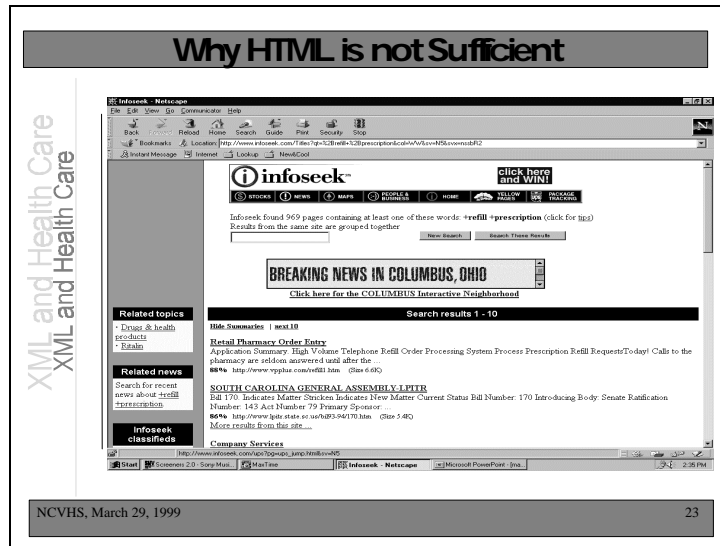 Why HTML is not Sufficient
XML and Health Care
XML and Health Care
Infoseek - Netscape
File Edit View Go Communicator Help
Back Forward Reload Home Search Guide Print Security Stop
Bookmarks Location: http://www.infoseek.com/Titles?qt=%2Brefill+%2Bprescription&col=WW&sv=N5&svx=nssbR2
Instant Message Internet Lookup New&Cool
infoseek
click here
and WIN!
STOCKS NEWS MAPS PEOPLE & BUSINESS HOME YELLOW PAGES UPS PACKAGE TRACKING
Infoseek found 969 pages containing at least one of these words: +refill +prescription (click for tips)
Results from the same site are grouped together
New Search Search These Results
BREAKING NEWS IN COLUMBUS, OHIO
Click here for the COLUMBUS Interactive Neighborhood
Related topics
· Drugs & health
products
· Ritalin
Related news
Search for recent
news about +refill
+prescription.
Infoseek
classifieds
Search results 1 - 10
Hide Summaries | next 10
Retail Pharmacy Order Entry
Application Summary. High Volume Telephone Refill Order Processing System Process Prescription Refill RequestsToday! Calls to the
pharmacy are seldom answered until after the ...
88% http://www.vpplus.com/refill1.htm (Size 6.6K)
SOUTH CAROLINA GENERAL ASSEMBLY-LPITR
Bill 170. Indicates Matter Stricken Indicates New Matter Current Status Bill Number: 170 Introducing Body: Senate Ratification
Number: 143 Act Number 79 Primary Sponsor: ...
86% http://www.lpitr.state.sc.us/bil93-94/170.htm (Size 5.4K)
More results from this site ...
Company Services
http://www.infoseek.com/ups?pg=ups_jump.html&sv=N5
Start Screeners 2.0 - Sony Musi... MaxTime Infoseek - Netscape Microsoft PowerPoint - [ma... 2:35 PM
NCVHS, March 29, 1999
23